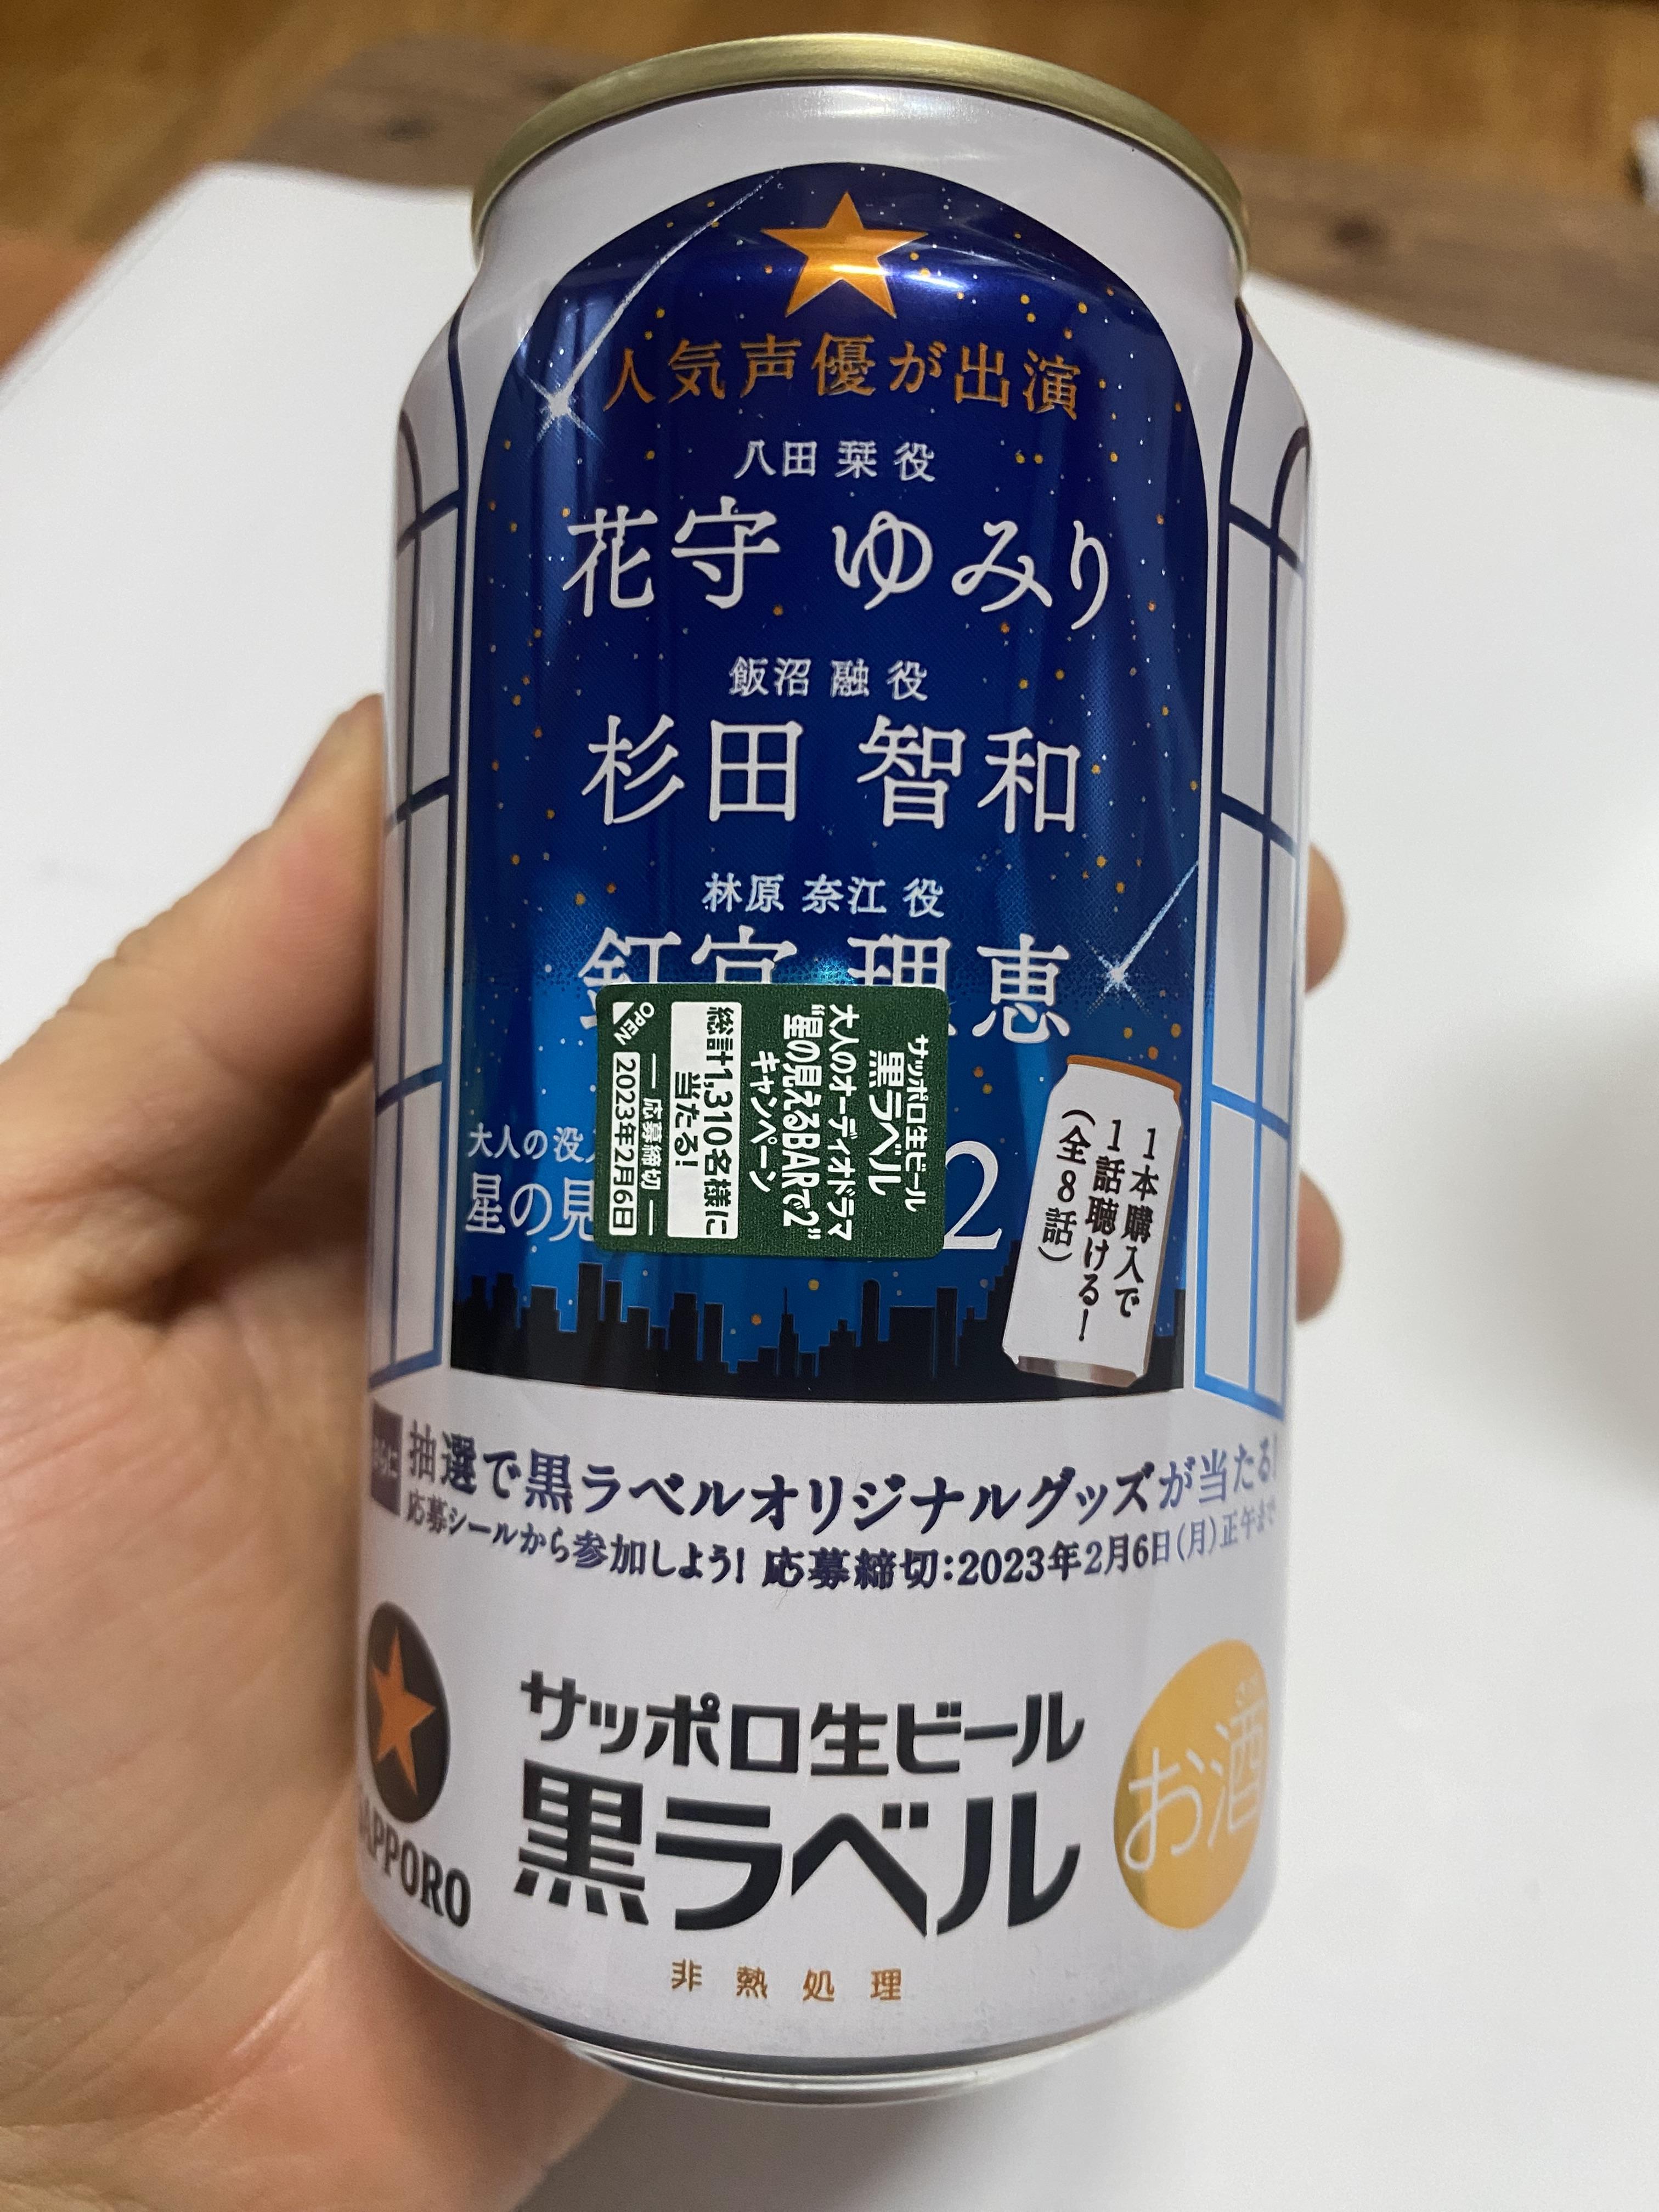 人気声優が出演
八田 栞 役
花守 ゆみり
飯沼 融 役
杉田 智和
林原 奈江 役
釘宮 理恵
サッポロ生ビール
黒ラベル
大人のオーディオドラマ
"星の見えるBARで2"
キャンペーン
総計1,310名様に
当たる!
応募締切
2023年2月6日
OPEN
大人の没
星の見
2
1本購入で
1話聴ける!
(全8話)
抽選で黒ラベルオリジナルグッズが当たる!
応募シールから参加しよう! 応募締切:2023年2月6日(月)正午まで
SAPPORO
サッポロ生ビール
黒ラベル
お酒
非熱処理